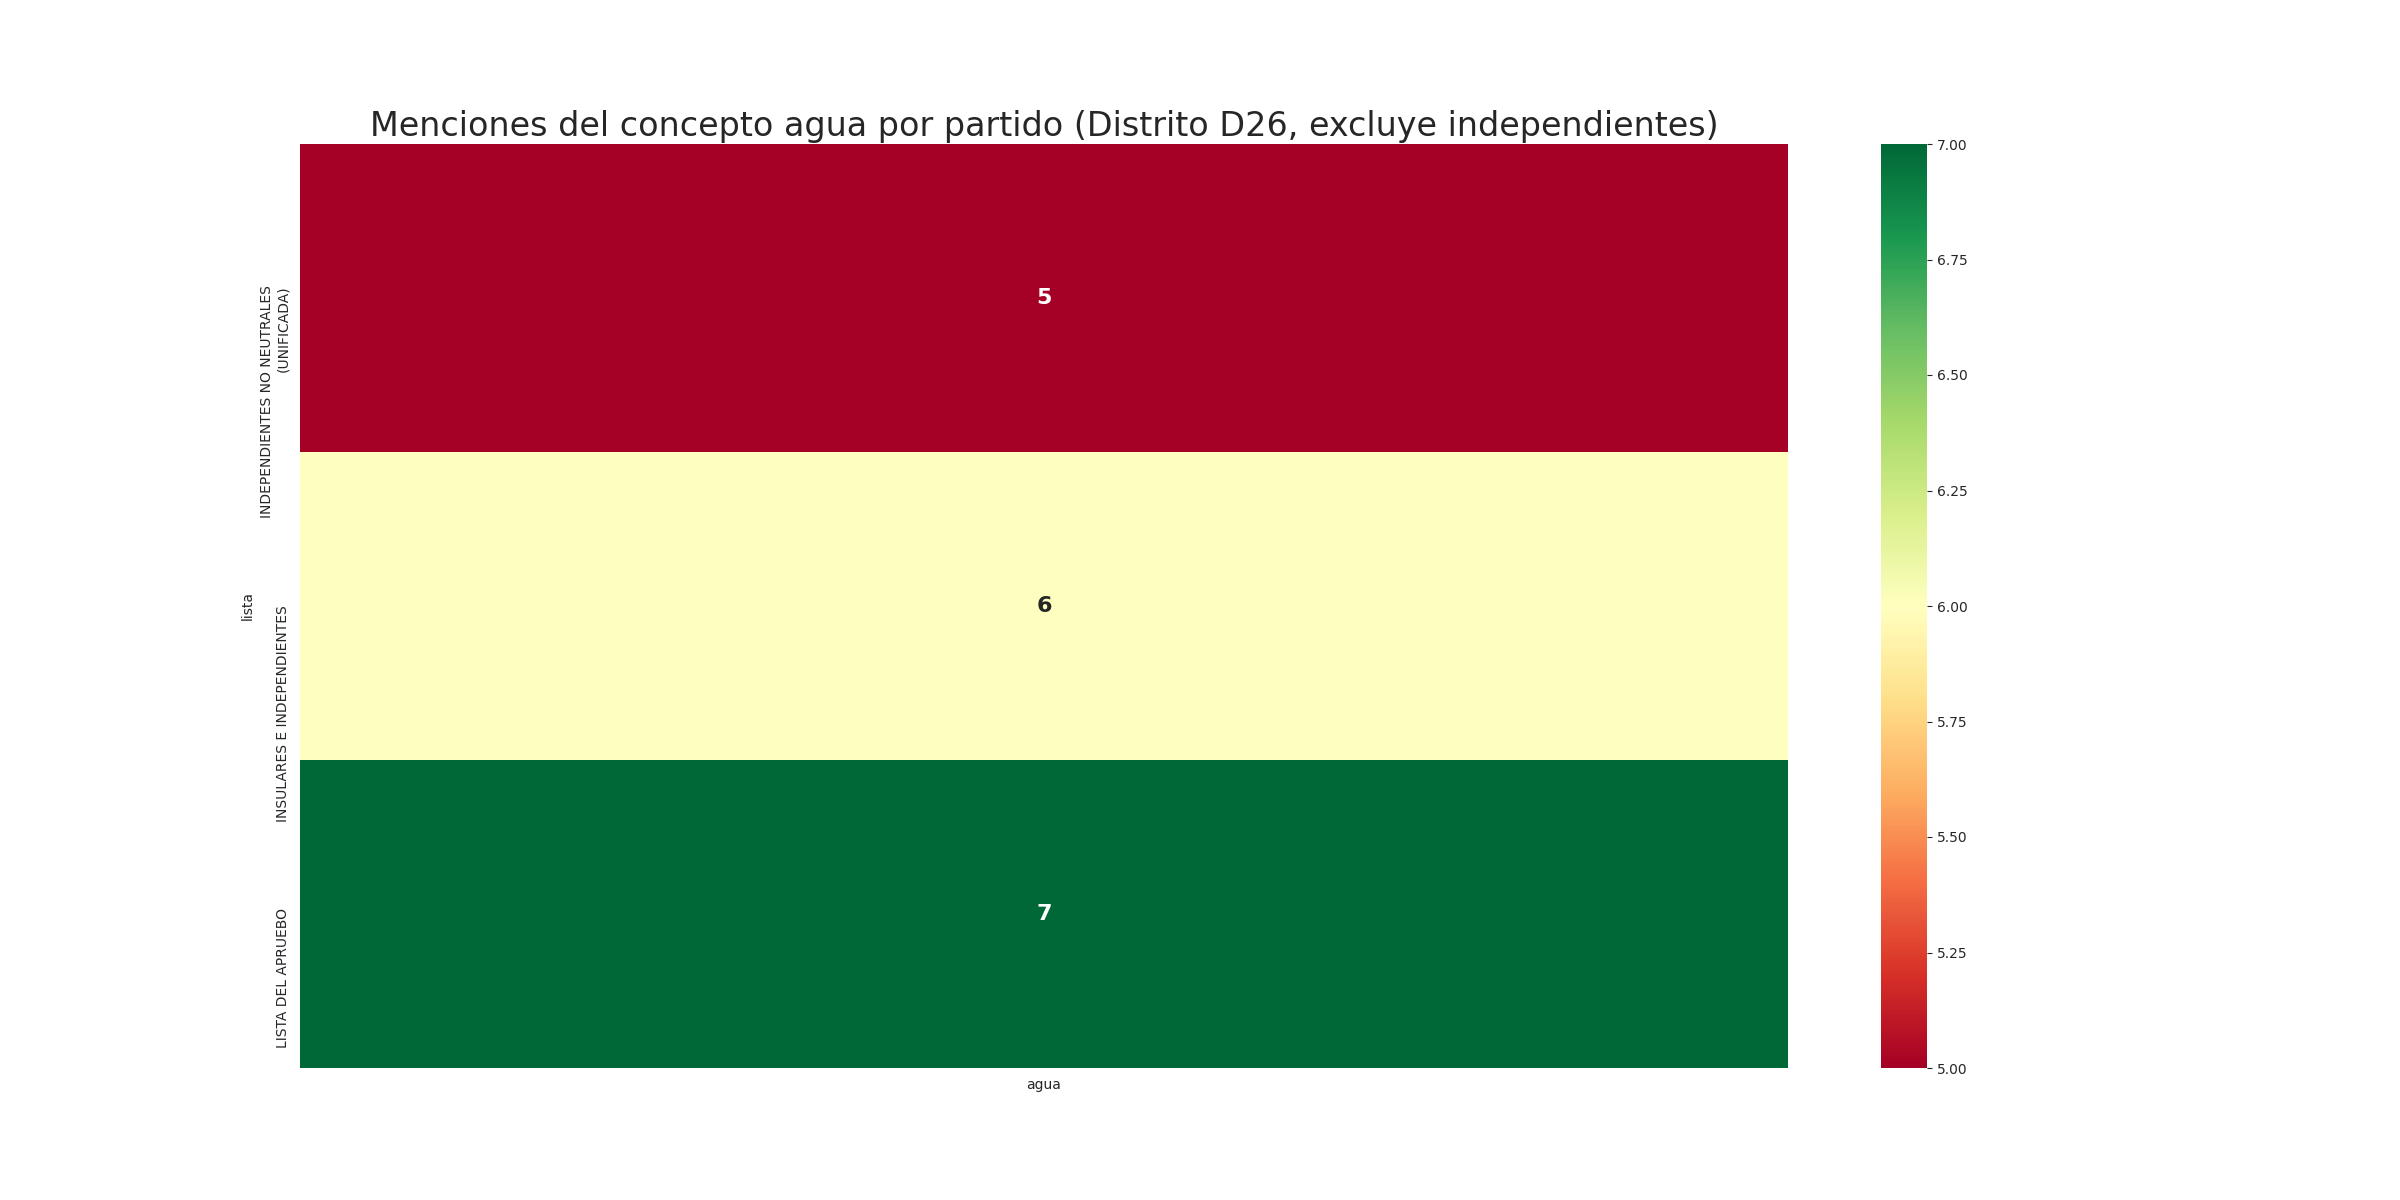 Menciones del concepto agua por partido (Distrito D26, excluye independientes)
lista
INDEPENDIENTES NO NEUTRALES
(UNIFICADA)
INSULARES E INDEPENDIENTES
LISTA DEL APRUEBO
5
6
7
agua
7.00
6.75
6.50
6.25
6.00
5.75
5.50
5.25
5.00